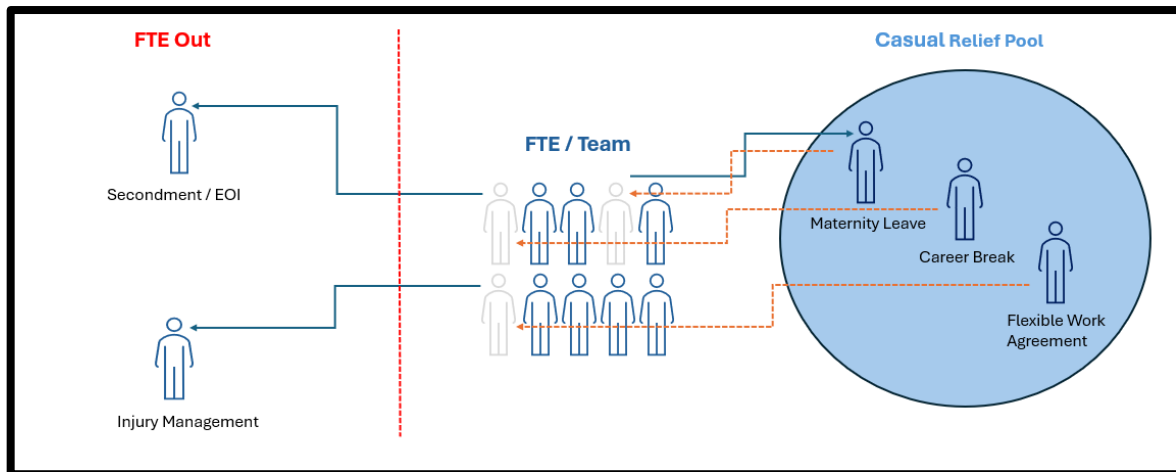 FTE Out
Casual Relief Pool
FTE / Team
Secondment / EOI
Maternity Leave
Career Break
Flexible Work
Agreement
Injury Management